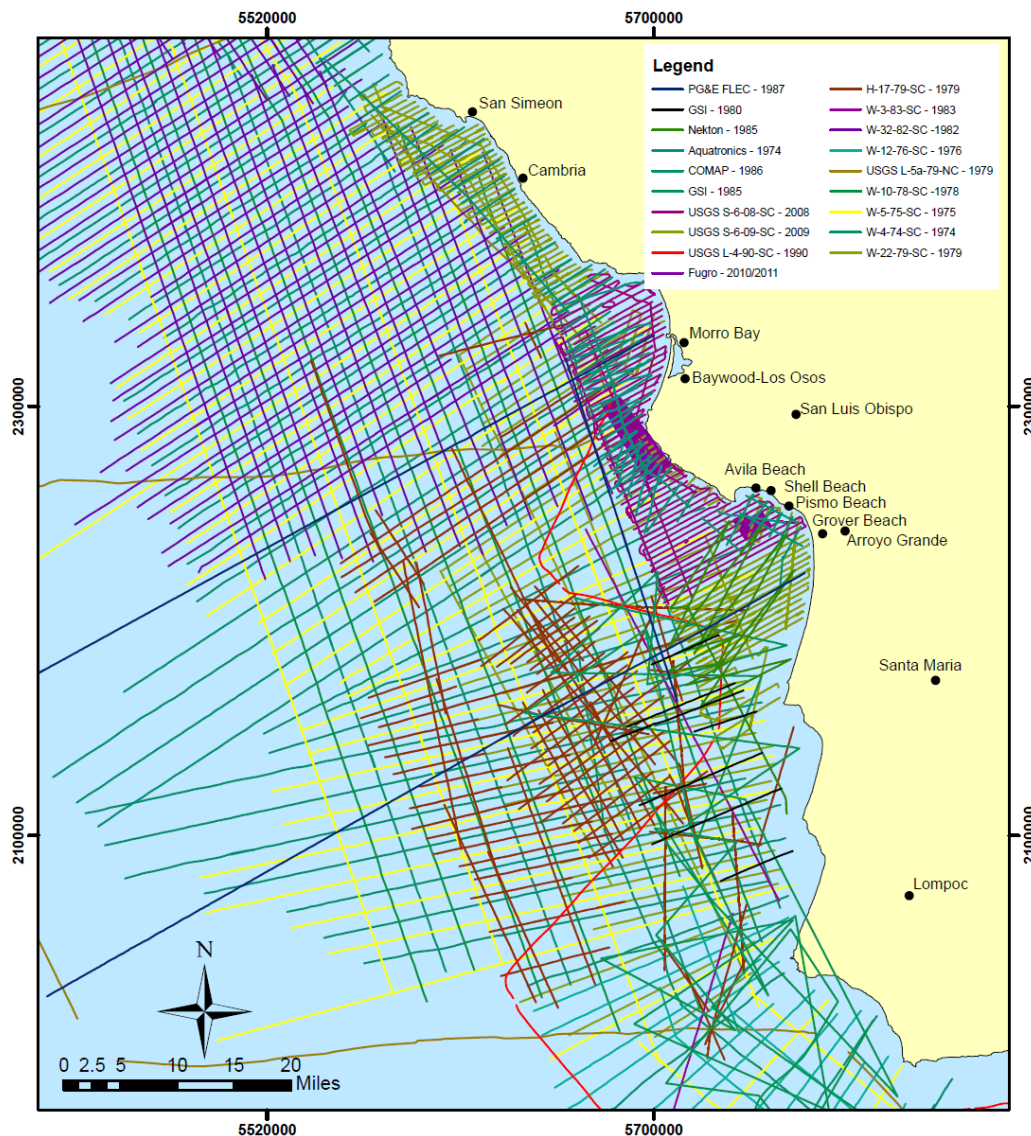 5520000 5700000
Legend
PG&E FLEC - 1987
GSI - 1980
Nekton - 1985
Aquatronics - 1974
COMAP - 1986
GSI - 1985
USGS S-6-08-SC - 2008
USGS S-6-09-SC - 2009
USGS L-4-90-SC - 1990
Fugro - 2010/2011
H-17-79-SC - 1979
W-3-83-SC - 1983
W-32-82-SC -1982
W-12-76-SC - 1976
USGS L-5a-79-NC - 1979
W-10-78-SC -1978
W-5-75-SC - 1975
W-4-74-SC - 1974
W-22-79-SC - 1979
San Simeon
Cambria
Morro Bay
Baywood-Los Osos
2300000
San Luis Obispo
2300000
Avila Beach
Shell Beach
Pismo Beach
Grover Beach
Arroyo Grande
Santa Maria
2100000
2100000
Lompoc
N
0 2.5 5 10 15 20
Miles
5520000 5700000